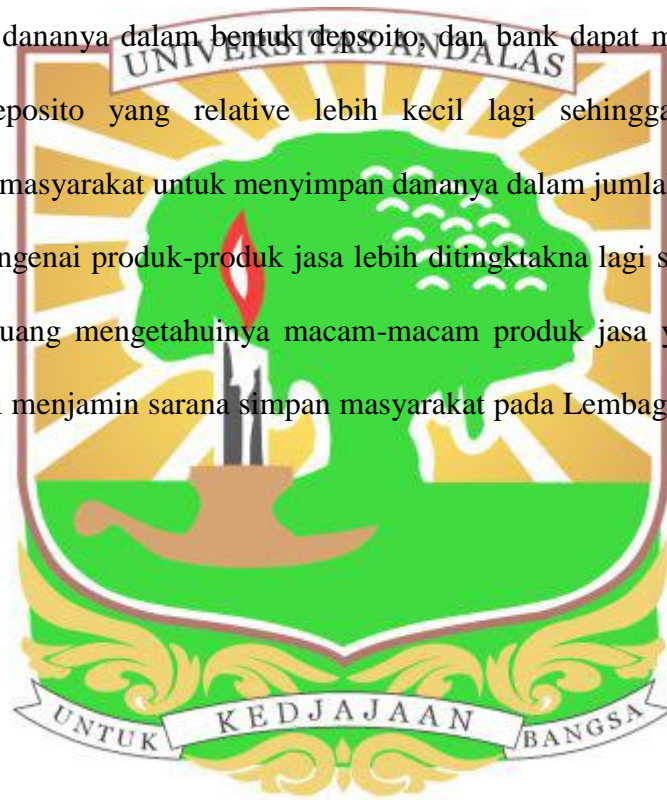 dananya dalam bentuk depsoito, dan bank dapat m
UNIVERSITAS ANDALAS
eposito yang relative lebih kecil lagi sehingga
masyarakat untuk menyimpan dananya dalam jumla
ngenai produk-produk jasa lebih ditingktakna lagi s
uang mengetahuinya macam-macam produk jasa y
i menjamin sarana simpan masyarakat pada Lembag
UNTUK KEDJAJAAN BANGSA